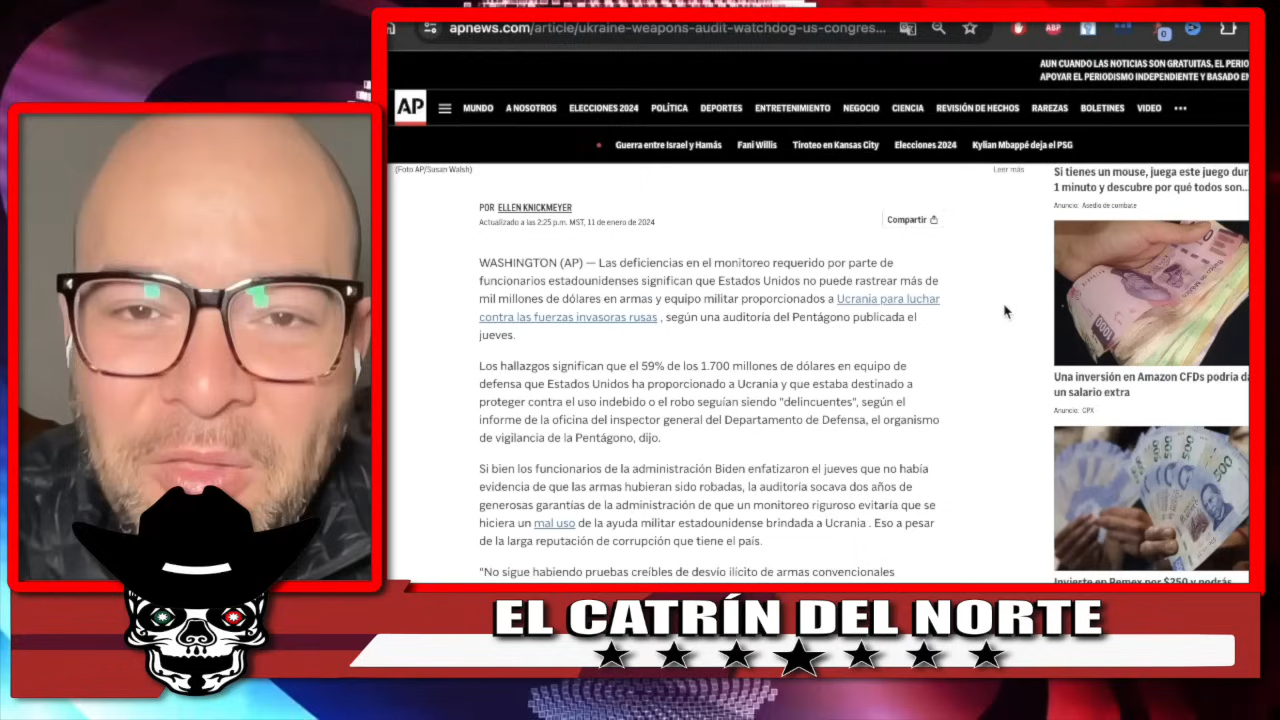 apnews.com/article/ukraine-weapons-audit-watchdog-us-congres...
ABP
0
AUN CUANDO LAS NOTICIAS SON GRATUITAS, EL PERIO
APOYAR EL PERIODISMO INDEPENDIENTE Y BASADO EN
AP
MUNDO A NOSOTROS ELECCIONES 2024 POLÍTICA DEPORTES ENTRETENIMIENTO NEGOCIO CIENCIA REVISIÓN DE HECHOS RAREZAS BOLETINES VIDEO
Guerra entre Israel y Hamás Fani Willis Tiroteo en Kansas City Elecciones 2024 Kylian Mbappé deja el PSG
(Foto AP/Susan Walsh)
Leer más
POR ELLEN KNICKMEYER
Actualizado a las 2:25 p.m. MST, 11 de enero de 2024
Compartir
WASHINGTON (AP) — Las deficiencias en el monitoreo requerido por parte de
funcionarios estadounidenses significan que Estados Unidos no puede rastrear más de
mil millones de dólares en armas y equipo militar proporcionados a Ucrania para luchar
contra las fuerzas invasoras rusas , según una auditoría del Pentágono publicada el
jueves.
Los hallazgos significan que el 59% de los 1.700 millones de dólares en equipo de
defensa que Estados Unidos ha proporcionado a Ucrania y que estaba destinado a
proteger contra el uso indebido o el robo seguían siendo "delincuentes", según el
informe de la oficina del inspector general del Departamento de Defensa, el organismo
de vigilancia de la Pentágono, dijo.
Si bien los funcionarios de la administración Biden enfatizaron el jueves que no había
evidencia de que las armas hubieran sido robadas, la auditoría socava dos años de
generosas garantías de la administración de que un monitoreo riguroso evitaría que se
hiciera un mal uso de la ayuda militar estadounidense brindada a Ucrania . Eso a pesar
de la larga reputación de corrupción que tiene el país.
"No sigue habiendo pruebas creíbles de desvío ilícito de armas convencionales
Si tienes un mouse, juega este juego dur
1 minuto y descubre por qué todos son...
Anuncio: Asedio de combate
1000
Una inversión en Amazon CFDs podría da
un salario extra
Anuncio: CPX
500
Invierte en Pemex por $250 y podrás
EL CATRÍN DEL NORTE